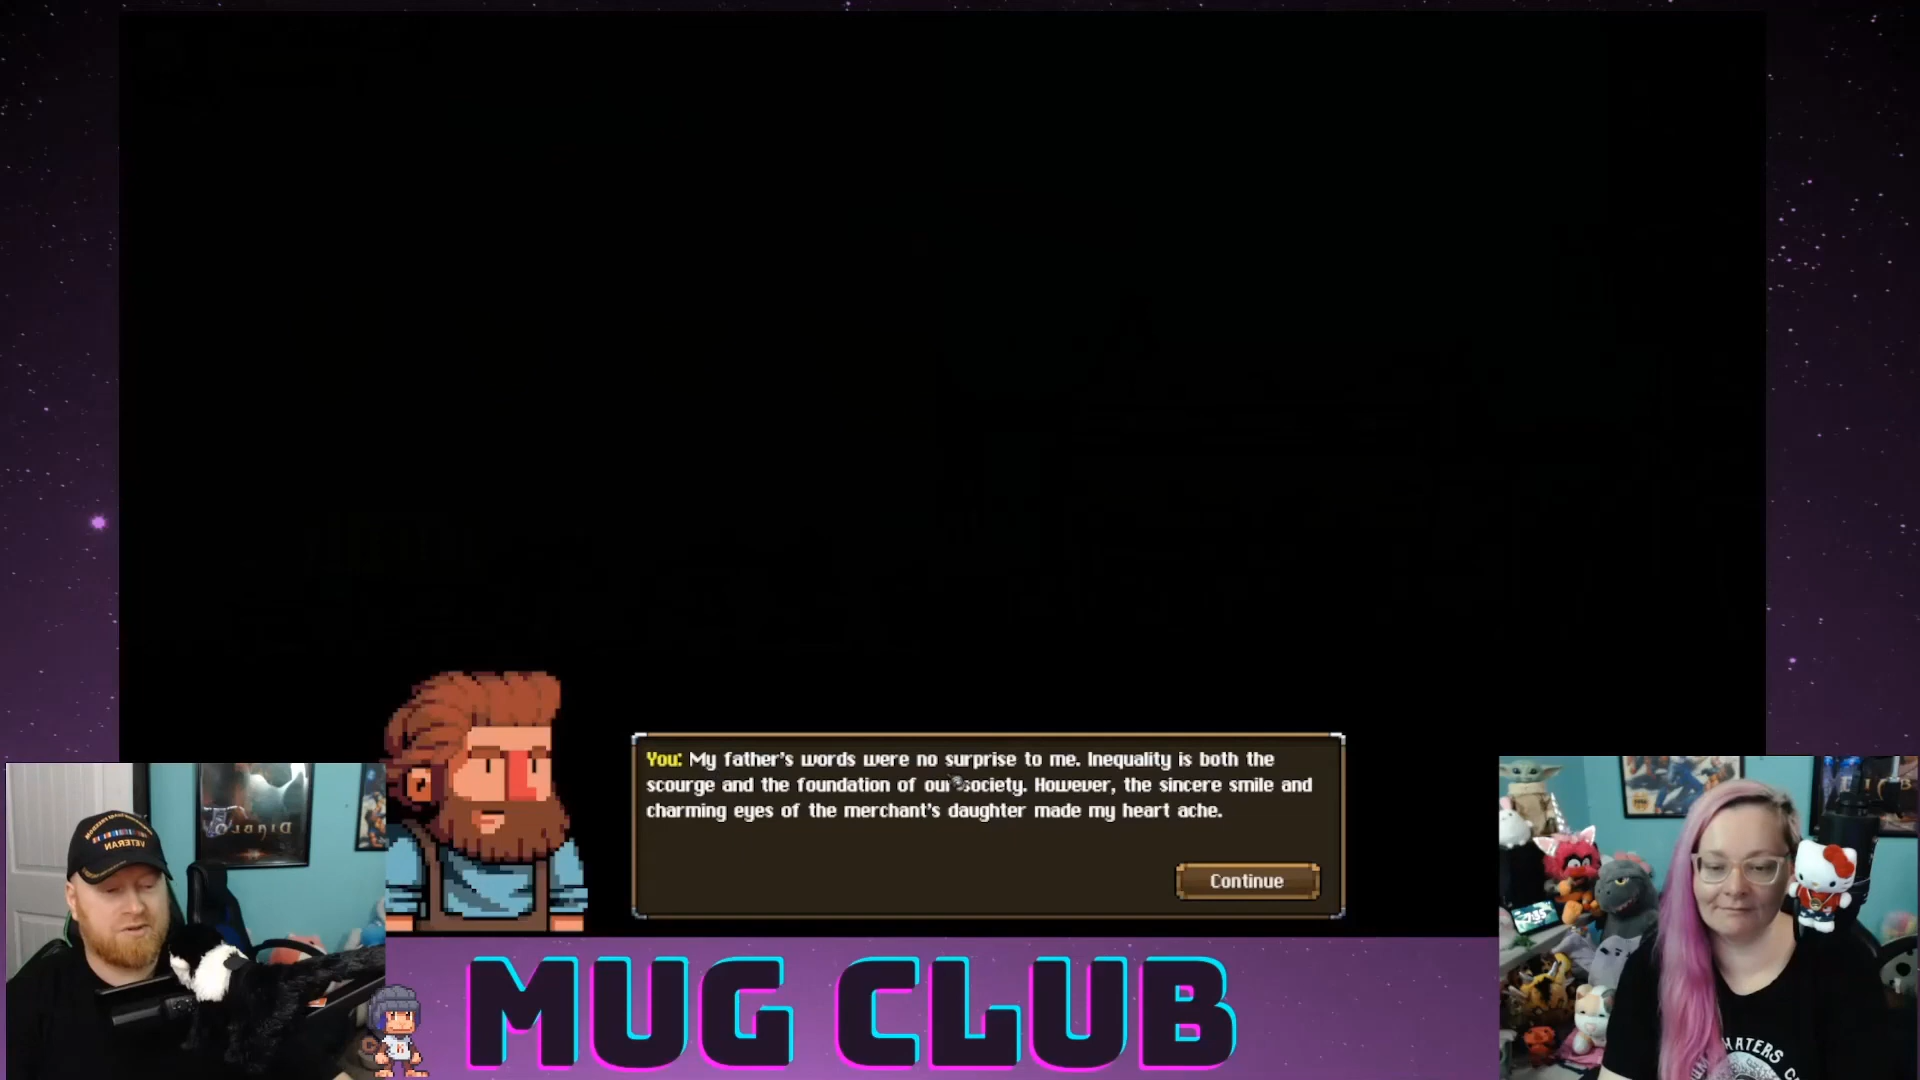 You: My father's words were no surprise to me. Inequality is both the
scourge and the foundation of our society. However, the sincere smile and
charming eyes of the merchant's daughter made my heart ache.
Continue
DIABLO
VETERAN
MUG CLUB
HATERS